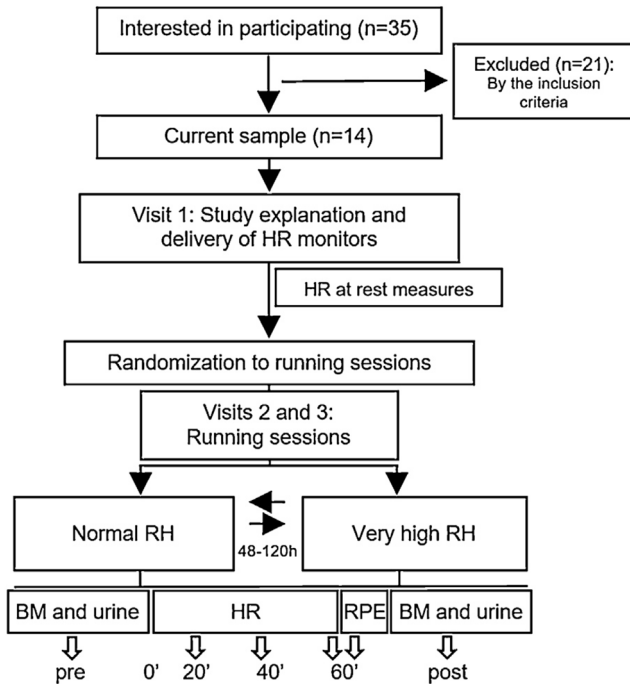 Interested in participating (n=35)
Excluded (n=21):
By the inclusion
criteria
Current sample (n=14)
Visit 1: Study explanation and
delivery of HR monitors
HR at rest measures
Randomization to running sessions
Visits 2 and 3:
Running sessions
Normal RH
48-120h
Very high RH
BM and urine
HR
RPE
BM and urine
pre
0'
20'
40'
60'
post